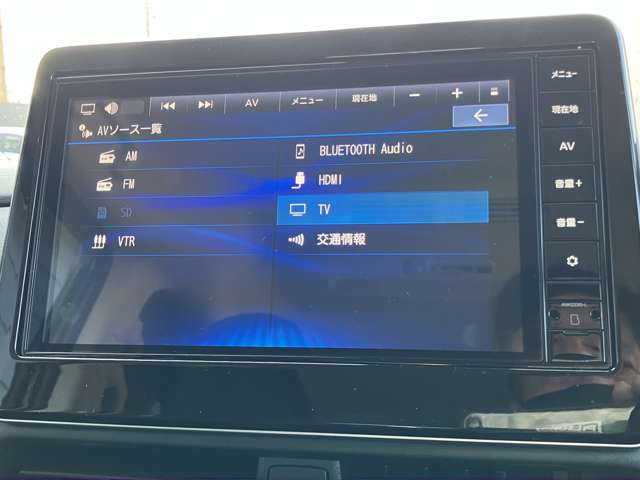 AV メニュー 現在地 − +
AVソース一覧 ←
AM
FM
SD
VTR
BLUETOOTH Audio
HDMI
TV
交通情報
メニュー
現在地
AV
音量+
音量−